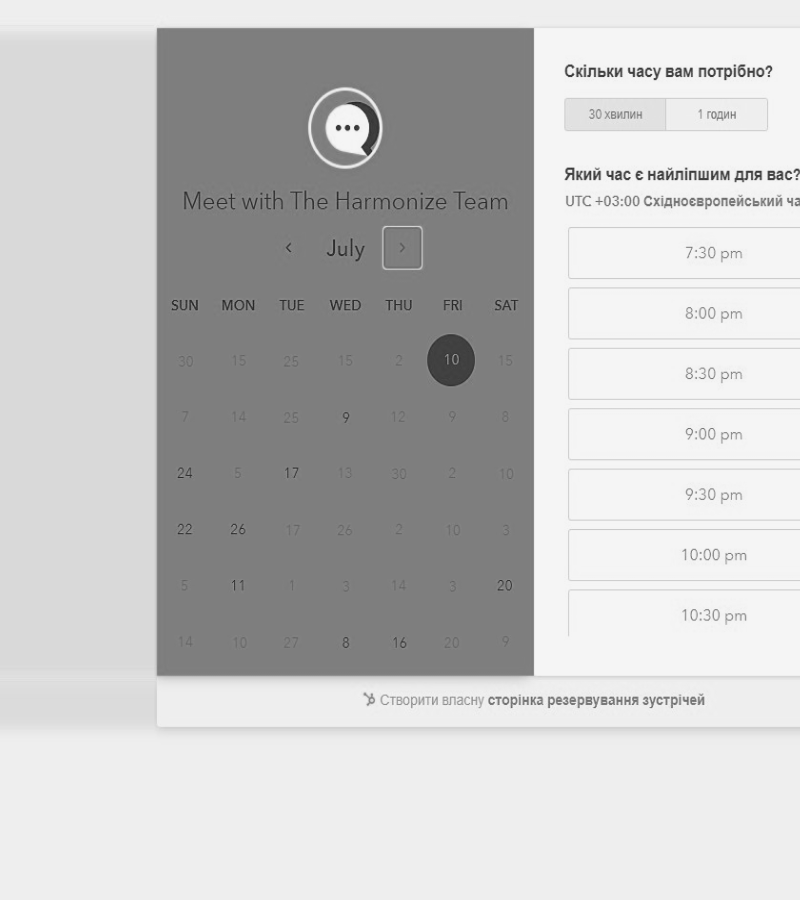 Meet with The Harmonize Team
July
SUN MON TUE WED THU FRI SAT
30 15 25 15 2 10 15
7 14 25 9 12 9 8
24 5 17 13 30 2 10
22 26 17 26 2 10 3
5 11 1 3 14 3 20
14 10 27 8 16 20 9
Скільки часу вам потрібно?
30 хвилин 1 годин
Який час є найліпшим для вас?
UTC +03:00 Східноєвропейський ча
7:30 pm
8:00 pm
8:30 pm
9:00 pm
9:30 pm
10:00 pm
10:30 pm
Створити власну сторінка резервування зустрічей